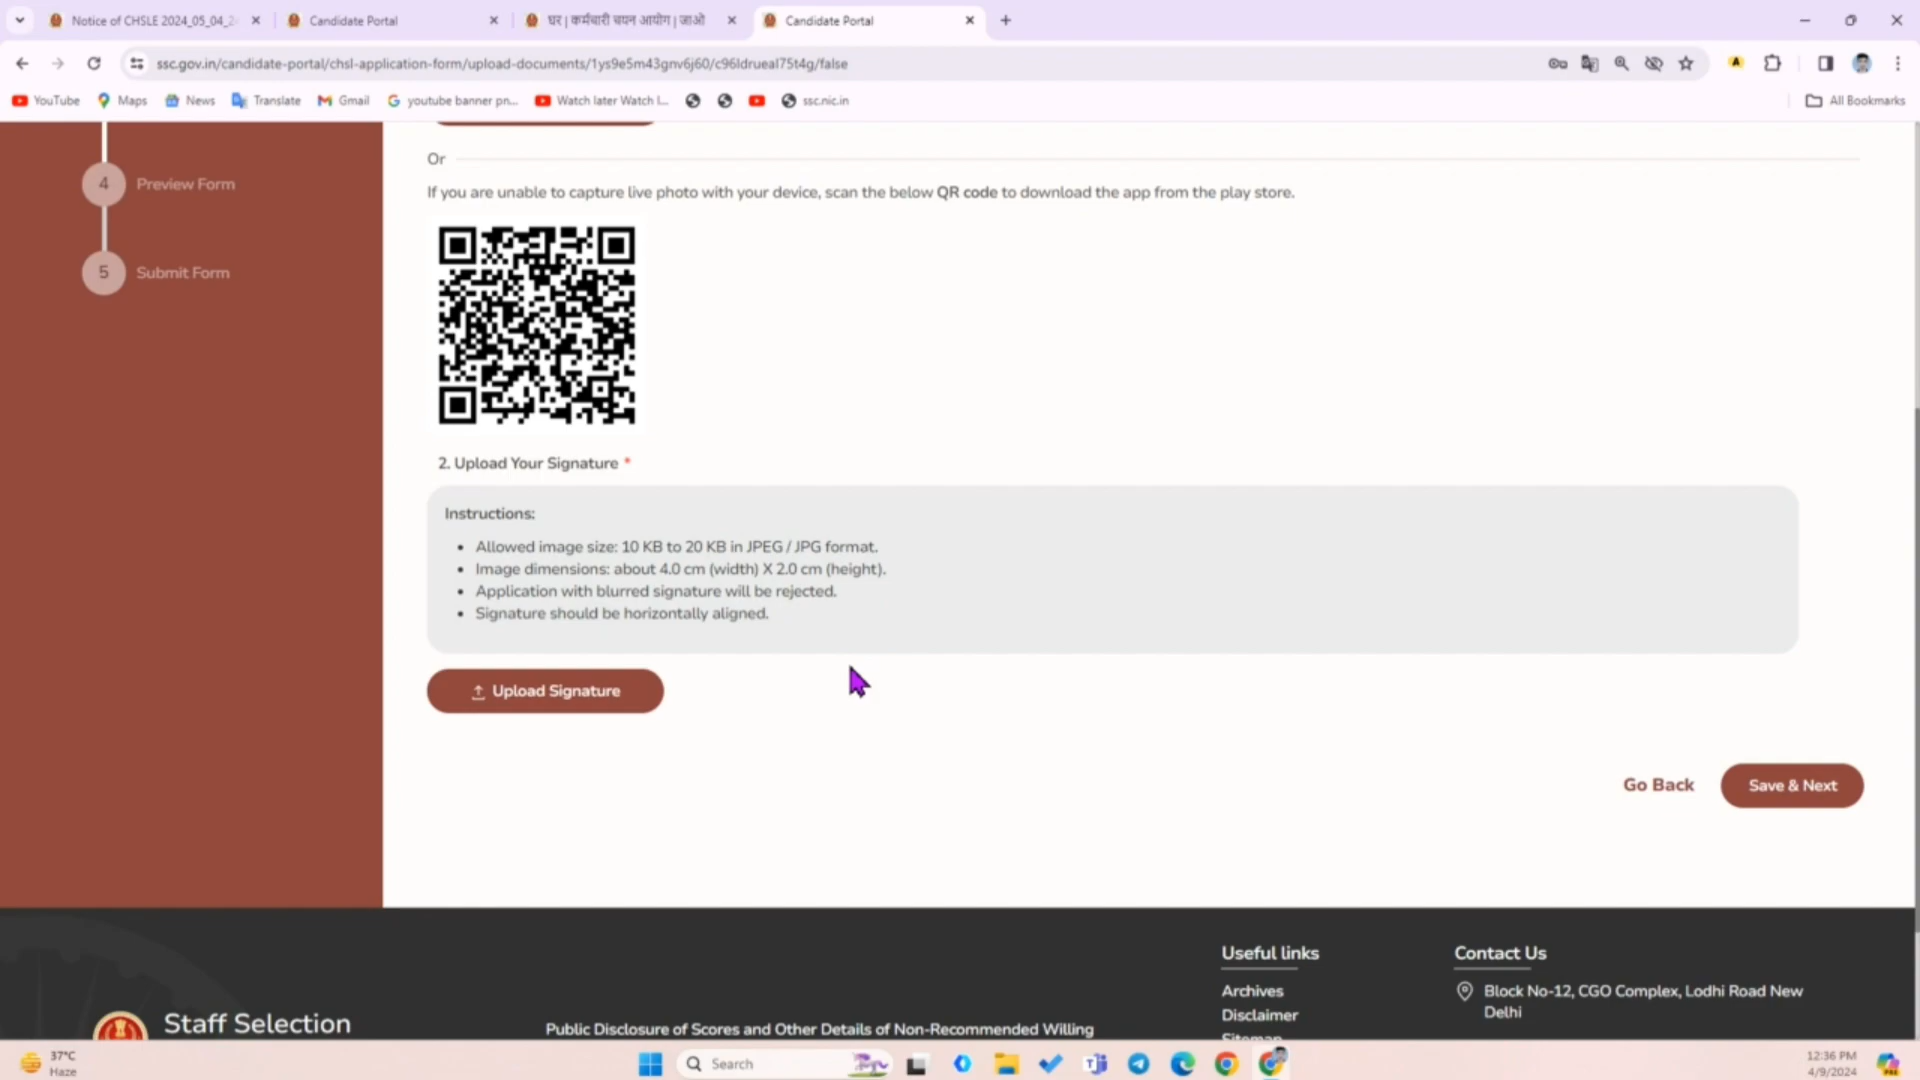 Notice of CHSLE 2024_05_04_2
Candidate Portal
घर | कर्मचारी चयन आयोग | जाओ
Candidate Portal
ssc.gov.in/candidate-portal/chsl-application-form/upload-documents/1ys9e5m43gnv6j60/c96ldrueal75t4g/false
YouTube
Maps
News
Translate
Gmail
youtube banner pn...
Watch later Watch l...
ssc.nic.in
All Bookmarks
4 Preview Form
5 Submit Form
Or
If you are unable to capture live photo with your device, scan the below QR code to download the app from the play store.
2. Upload Your Signature *
Instructions:
• Allowed image size: 10 KB to 20 KB in JPEG / JPG format.
• Image dimensions: about 4.0 cm (width) X 2.0 cm (height).
• Application with blurred signature will be rejected.
• Signature should be horizontally aligned.
Upload Signature
Go Back
Save & Next
Staff Selection
Public Disclosure of Scores and Other Details of Non-Recommended Willing
Useful links
Archives
Disclaimer
Sitemap
Contact Us
Block No-12, CGO Complex, Lodhi Road New
Delhi
37°C
Haze
Search
12:36 PM
4/9/2024